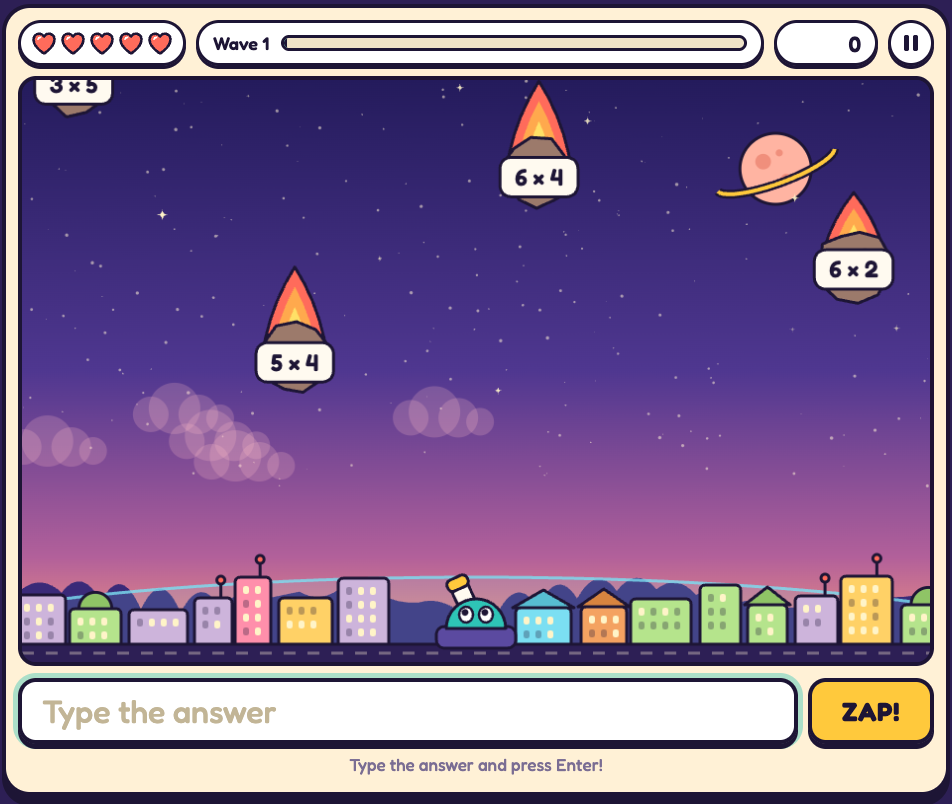 Wave 1
0
3 × 5
6 × 4
6 × 2
5 × 4
Type the answer
ZAP!
Type the answer and press Enter!